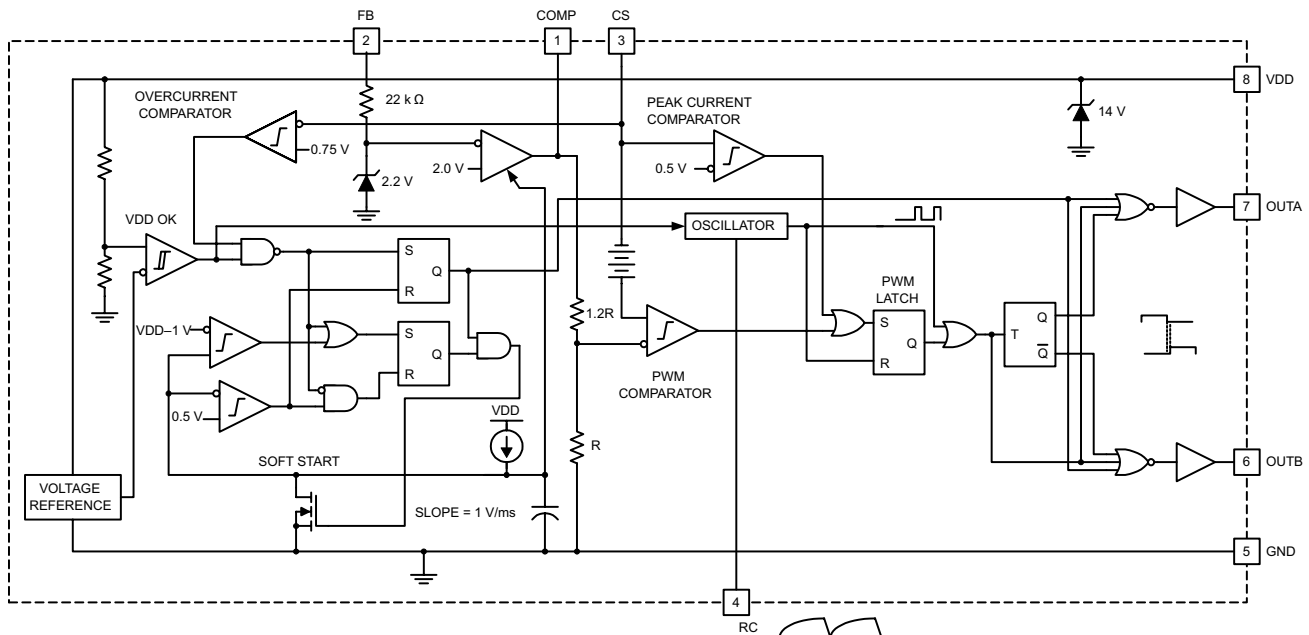 FB
COMP
CS
2
1
3
8
VDD
OVERCURRENT
COMPARATOR
22 k Ω
PEAK CURRENT
COMPARATOR
14 V
0.75 V
0.5 V
2.0 V
2.2 V
VDD OK
7
OUTA
OSCILLATOR
S
Q
R
PWM
LATCH
1.2R
VDD–1 V
S
Q
R
S
Q
R
T
Q
Q̅
PWM
COMPARATOR
0.5 V
VDD
R
SOFT START
6
OUTB
VOLTAGE
REFERENCE
SLOPE = 1 V/ms
5
GND
4
RC